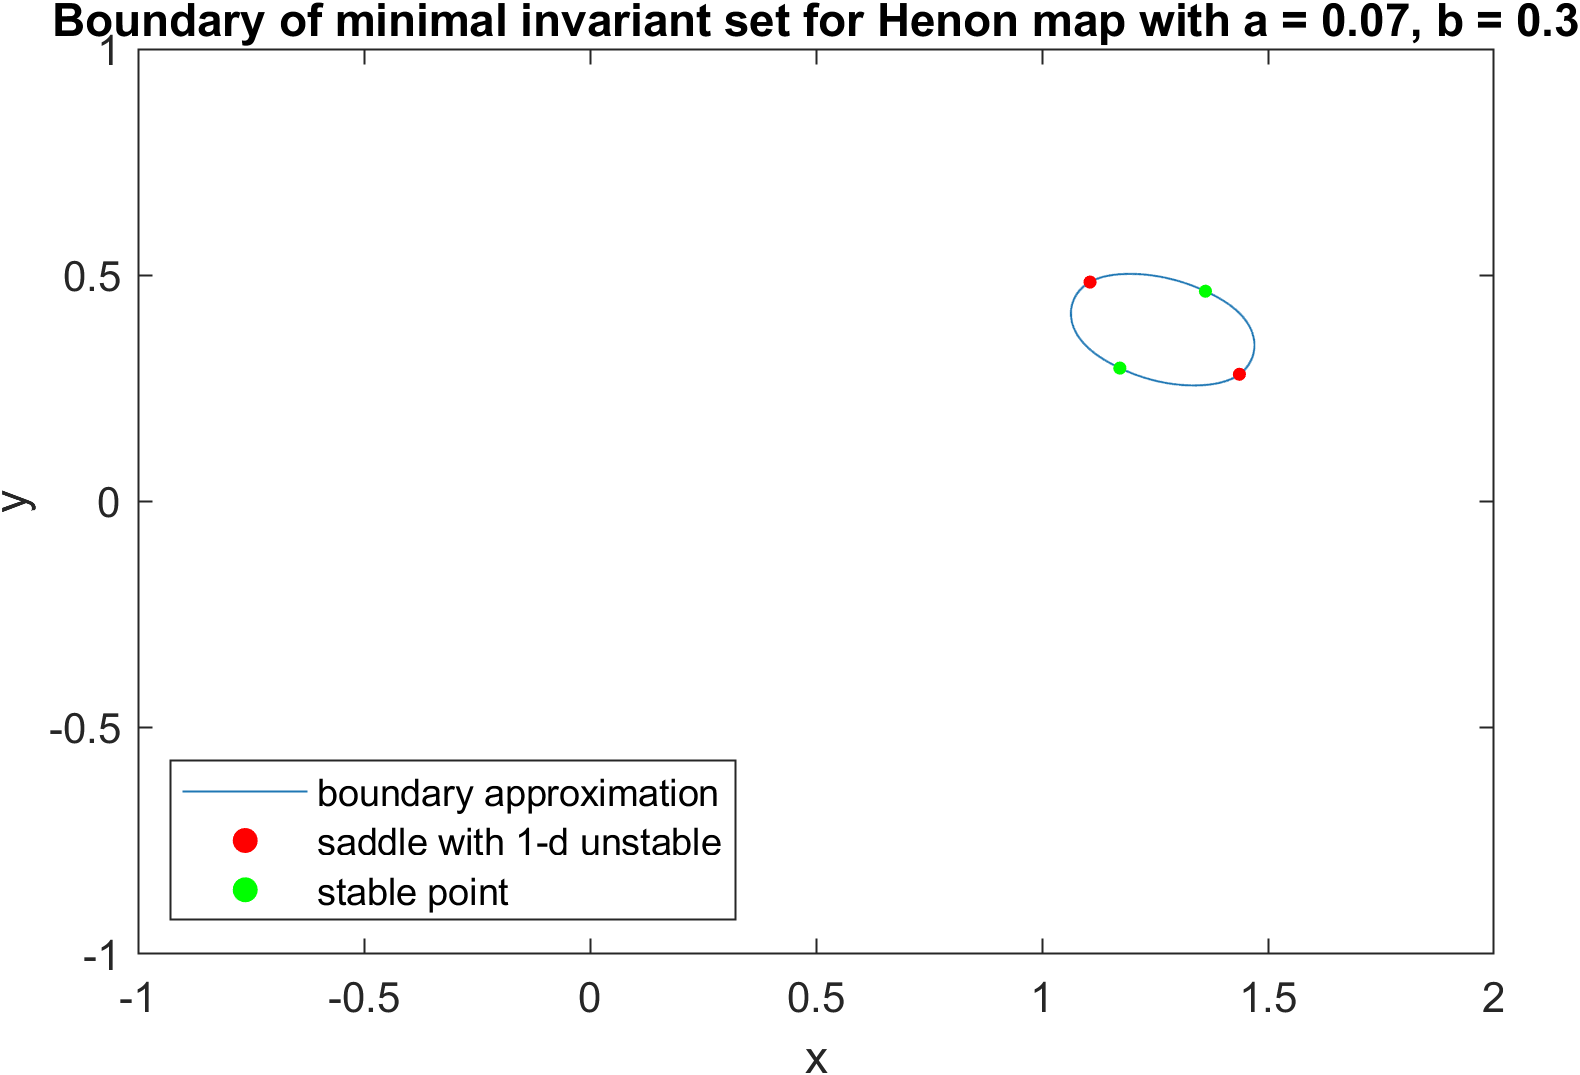 Boundary of minimal invariant set for Henon map with a = 0.07, b = 0.3
1
0.5
0
-0.5
-1
y
boundary approximation
saddle with 1-d unstable
stable point
-1 -0.5 0 0.5 1 1.5 2
x